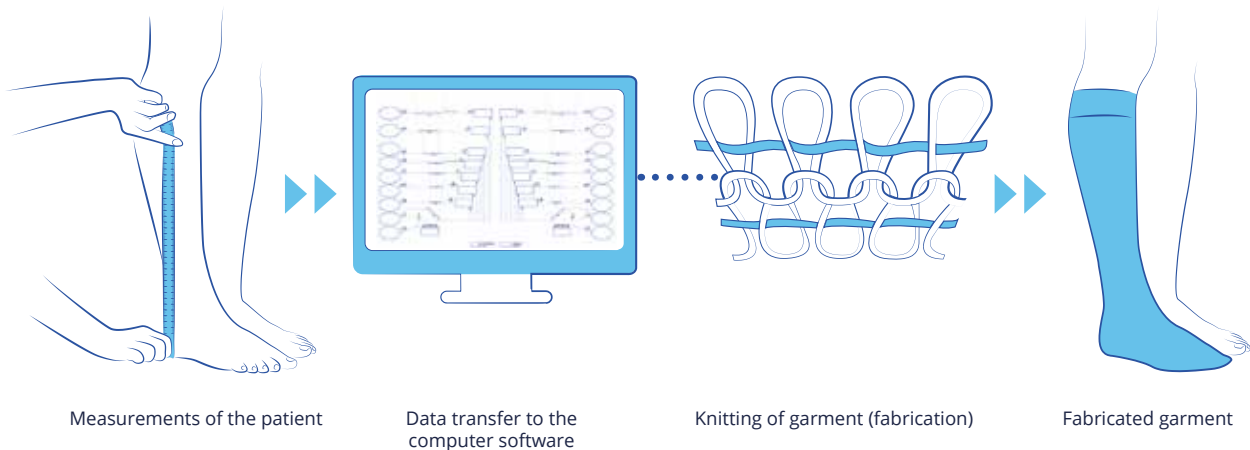 Measurements of the patient
Data transfer to the
computer software
Knitting of garment (fabrication)
Fabricated garment